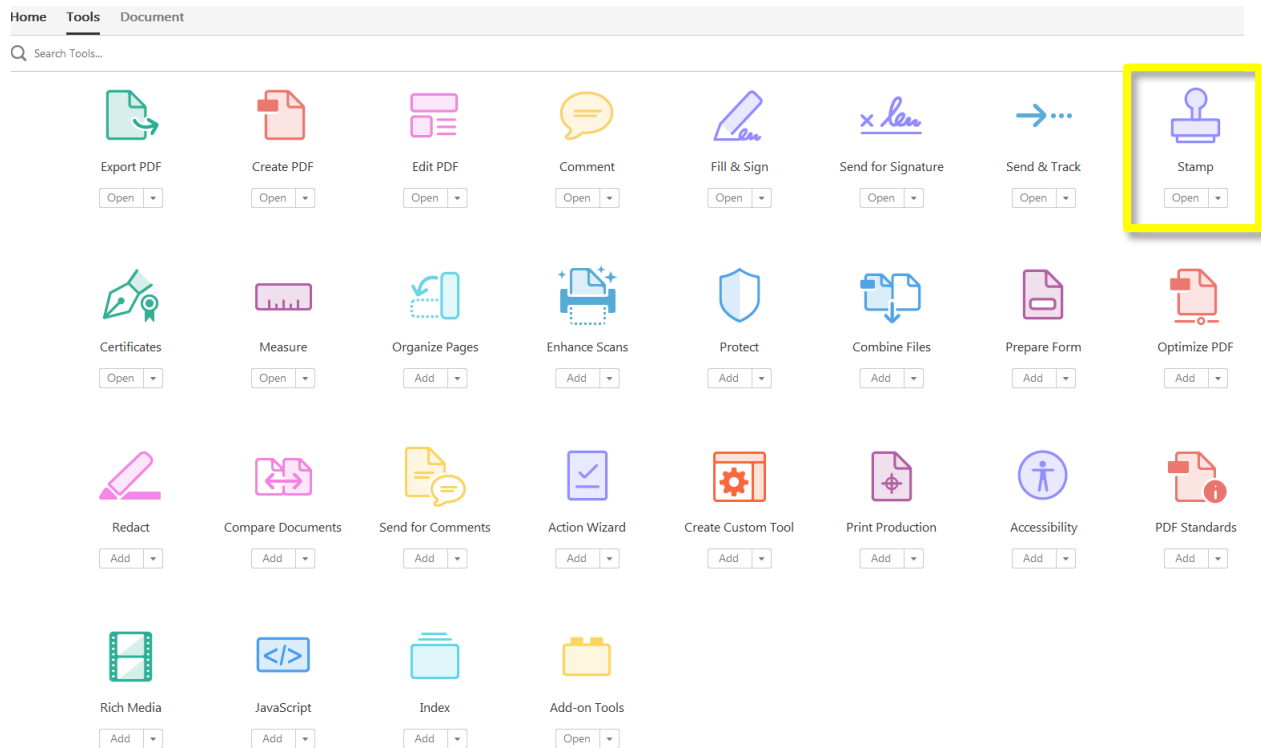 Home Tools Document
Search Tools...
Export PDF Create PDF Edit PDF Comment Fill & Sign Send for Signature Send & Track Stamp
Open Open Open Open Open Open Open Open
Certificates Measure Organize Pages Enhance Scans Protect Combine Files Prepare Form Optimize PDF
Open Open Add Add Add Add Add Add
Redact Compare Documents Send for Comments Action Wizard Create Custom Tool Print Production Accessibility PDF Standards
Add Add Add Add Add Add Add Add
</>
Rich Media JavaScript Index Add-on Tools
Add Add Add Open